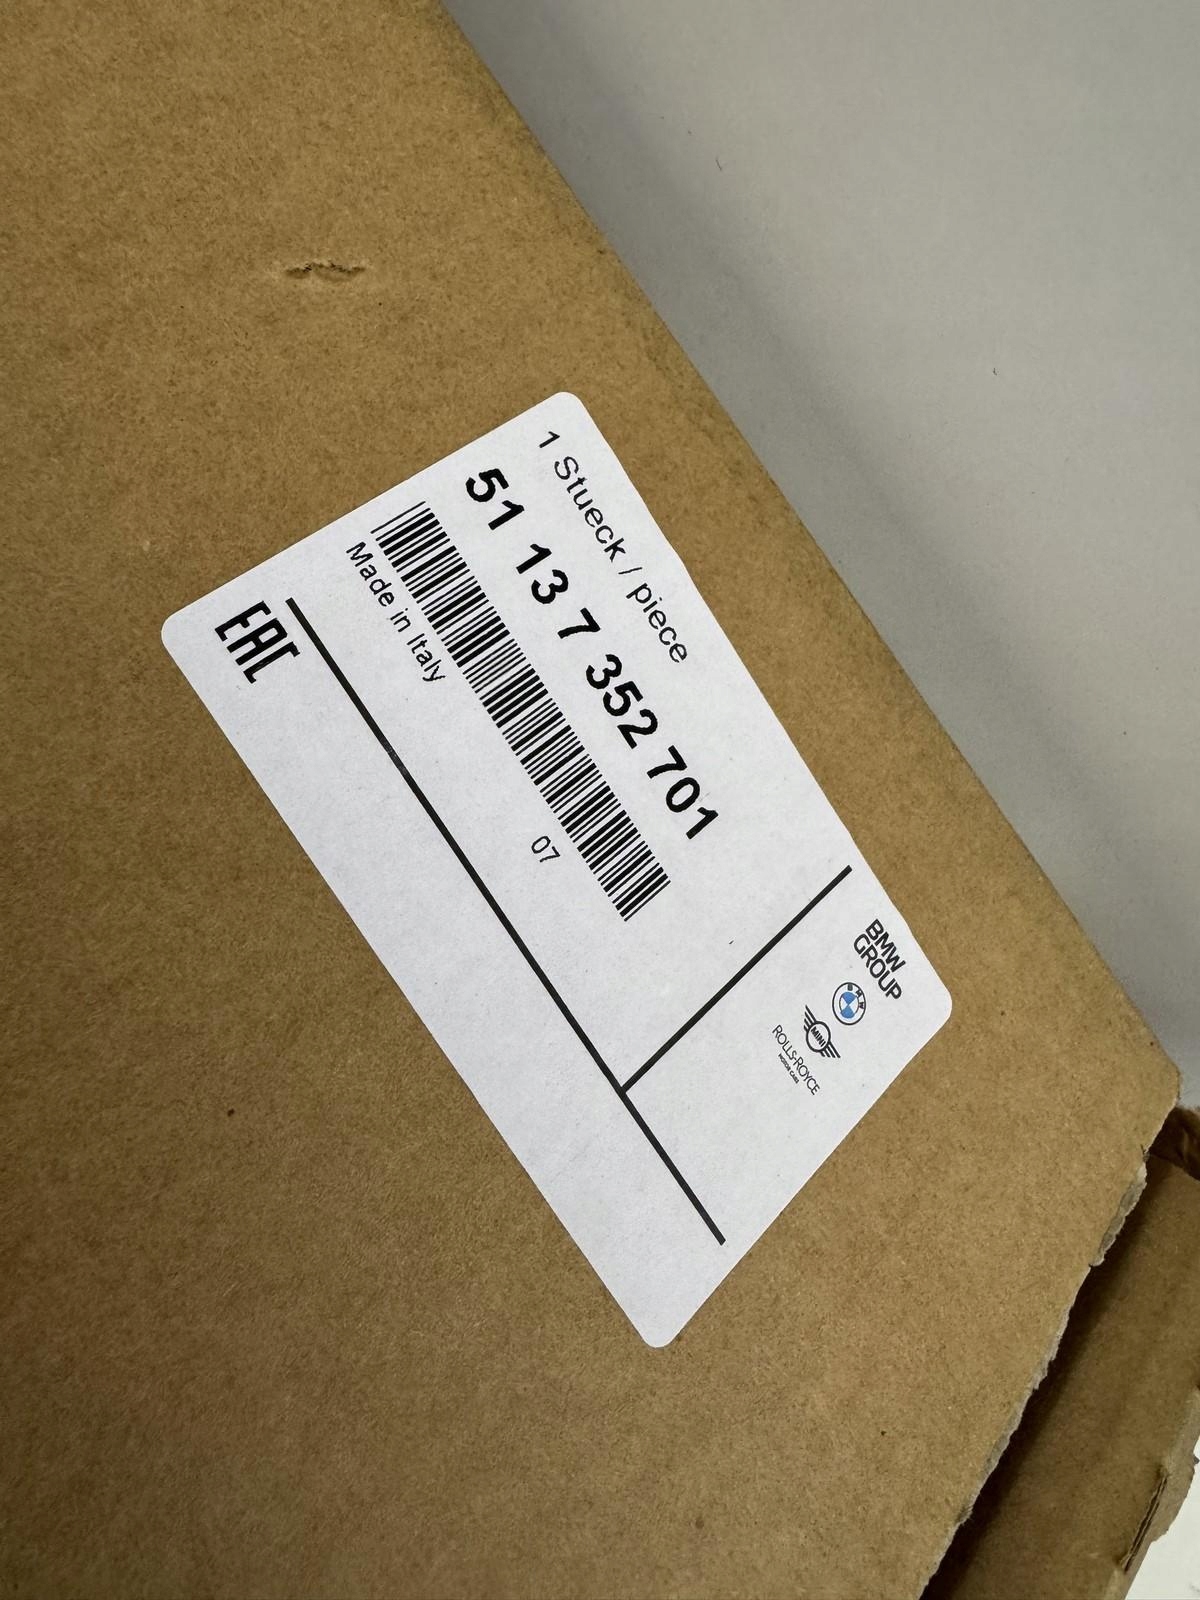 1 Stueck / piece
51 13 7 352 701
Made in Italy
07
EAC
BMW
GROUP
BMW
MINI
ROLLS-ROYCE
MOTOR CARS